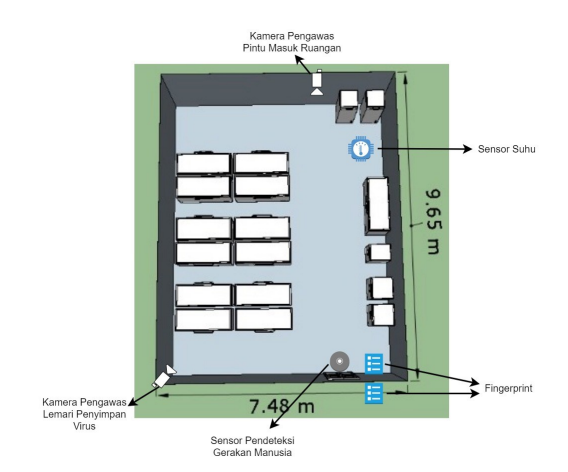 Kamera Pengawas
Pintu Masuk Ruangan
Sensor Suhu
9.65 m
Fingerprint
7.48 m
Kamera Pengawas
Lemari Penyimpan
Virus
Sensor Pendeteksi
Gerakan Manusia